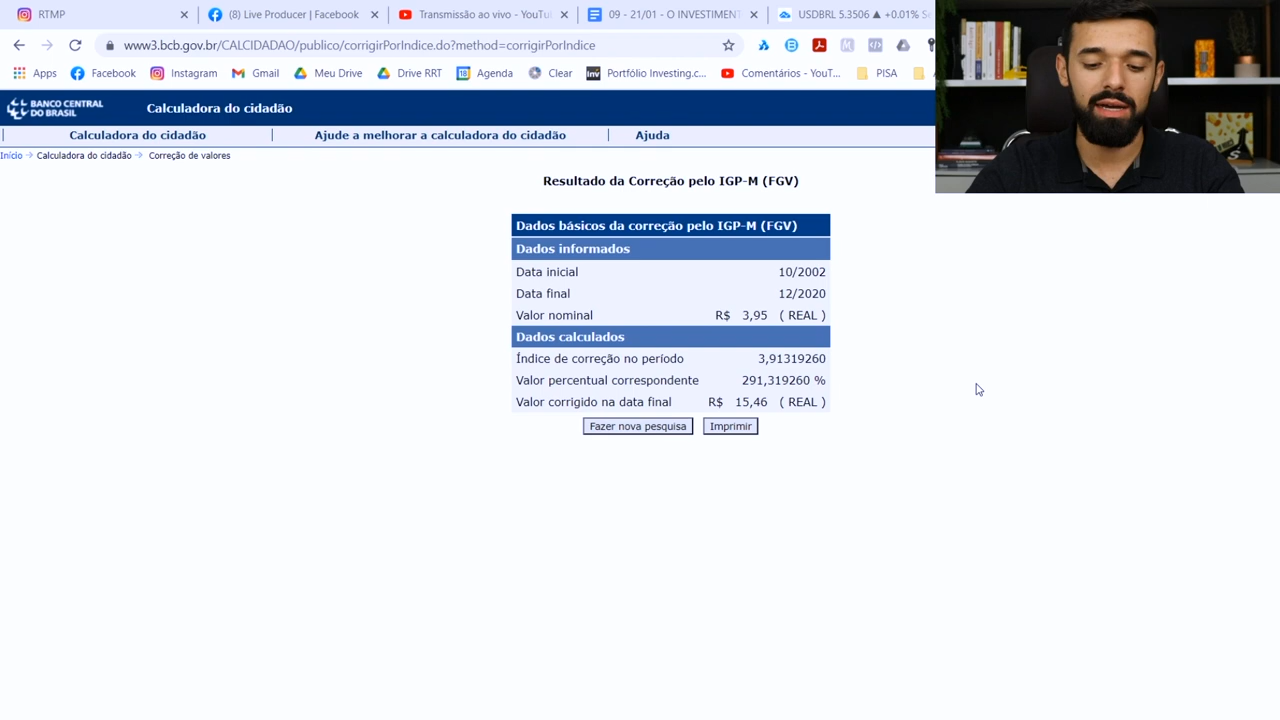 RTMP
(8) Live Producer | Facebook
Transmissão ao vivo - YouTu
09 - 21/01 - O INVESTIMENT
USDBRL 5.3506 ▲ +0.01%
www3.bcb.gov.br/CALCIDADAO/publico/corrigirPorIndice.do?method=corrigirPorIndice
Apps
Facebook
Instagram
Gmail
Meu Drive
Drive RRT
Agenda
Clear
Portfólio Investing.c...
Comentários - YouT...
PISA
BANCO CENTRAL
DO BRASIL
Calculadora do cidadão
Calculadora do cidadão
Ajude a melhorar a calculadora do cidadão
Ajuda
Início → Calculadora do cidadão → Correção de valores
Resultado da Correção pelo IGP-M (FGV)
Dados básicos da correção pelo IGP-M (FGV)
Dados informados
Data inicial 10/2002
Data final 12/2020
Valor nominal R$ 3,95 ( REAL )
Dados calculados
Índice de correção no período 3,91319260
Valor percentual correspondente 291,319260 %
Valor corrigido na data final R$ 15,46 ( REAL )
Fazer nova pesquisa
Imprimir